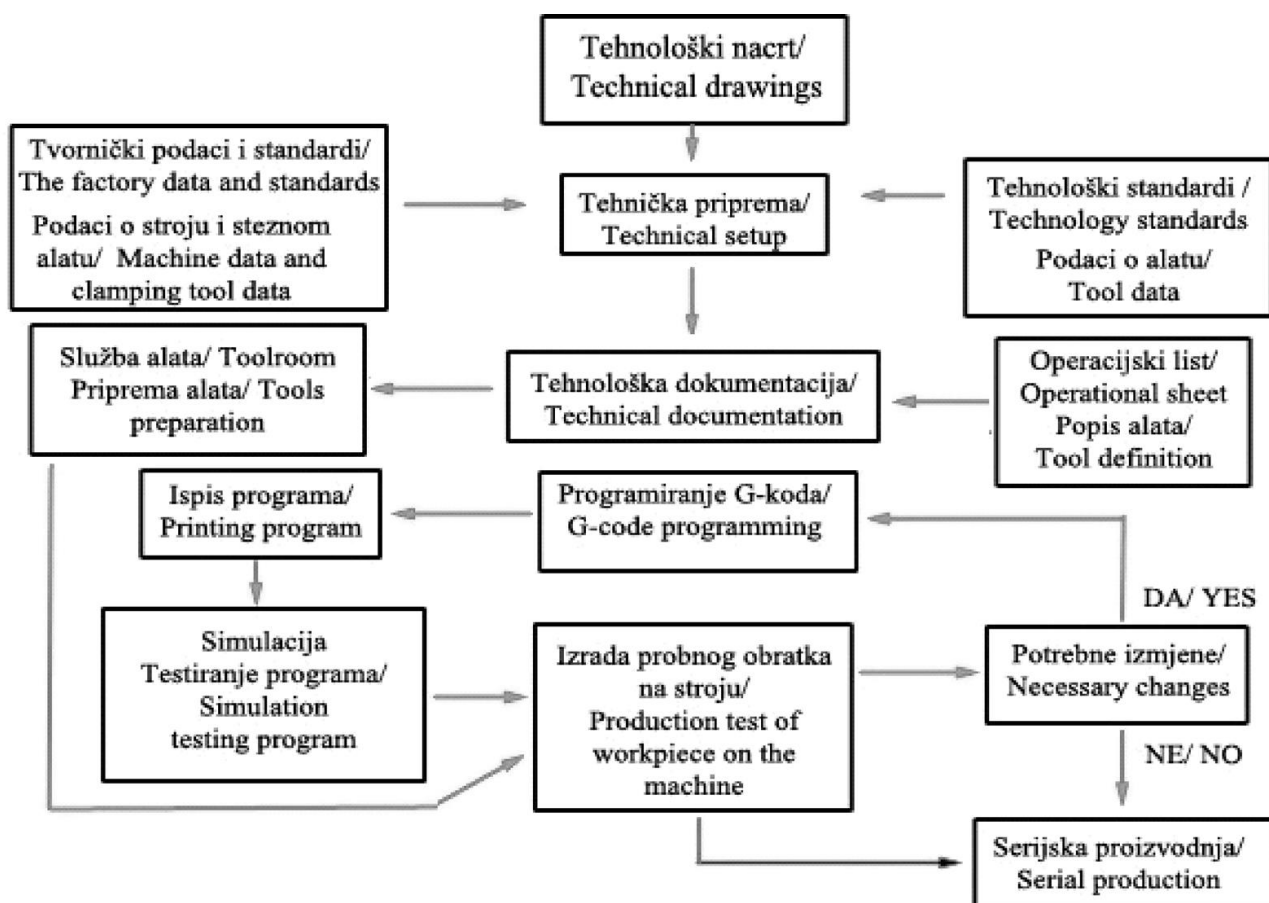 Tehnološki nacrt/
Technical drawings
Tvornički podaci i standardi/
The factory data and standards
Podaci o stroju i steznom
alatu/ Machine data and
clamping tool data
Tehnička priprema/
Technical setup
Tehnološki standardi /
Technology standards
Podaci o alatu/
Tool data
Služba alata/ Toolroom
Priprema alata/ Tools
preparation
Tehnološka dokumentacija/
Technical documentation
Operacijski list/
Operational sheet
Popis alata/
Tool definition
Ispis programa/
Printing program
Programiranje G-koda/
G-code programming
DA/ YES
Simulacija
Testiranje programa/
Simulation
testing program
Izrada probnog obratka
na stroju/
Production test of
workpiece on the
machine
Potrebne izmjene/
Necessary changes
NE/ NO
Serijska proizvodnja/
Serial production